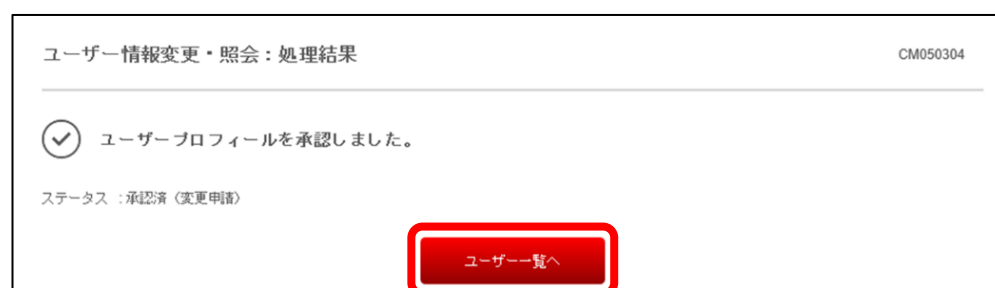 ユーザー情報変更・照会：処理結果
CM050304
ユーザープロフィールを承認しました。
ステータス ：承認済（変更申請）
ユーザー一覧へ